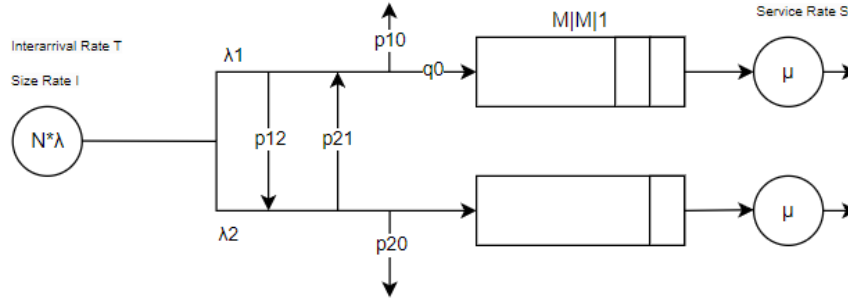 M|M|1
Service Rate S
Interarrival Rate T
p10
λ1
q0
μ
Size Rate I
N*λ
p12
p21
μ
λ2
p20